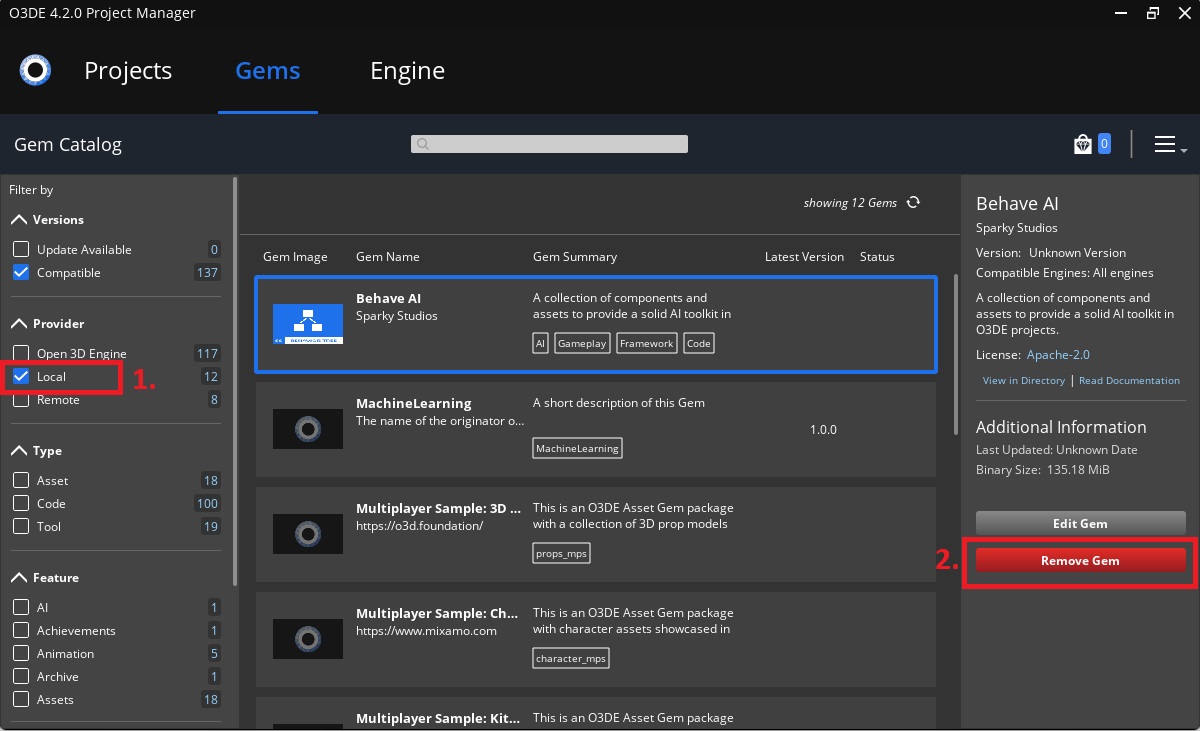 O3DE 4.2.0 Project Manager
Projects
Gems
Engine
Gem Catalog
0
Filter by
Versions
Update Available 0
Compatible 137
Provider
Open 3D Engine 117
Local 12
1.
Remote 8
Type
Asset 18
Code 100
Tool 19
Feature
AI 1
Achievements 1
Animation 5
Archive 1
Assets 18
showing 12 Gems
Gem Image Gem Name Gem Summary Latest Version Status
Behave AI
Sparky Studios
A collection of components and
assets to provide a solid AI toolkit in
AI Gameplay Framework Code
MachineLearning
The name of the originator o...
A short description of this Gem
MachineLearning
1.0.0
Multiplayer Sample: 3D ...
https://o3d.foundation/
This is an O3DE Asset Gem package
with a collection of 3D prop models
props_mps
Multiplayer Sample: Ch...
https://www.mixamo.com
This is an O3DE Asset Gem package
with character assets showcased in
character_mps
Multiplayer Sample: Kit...
This is an O3DE Asset Gem package
Behave AI
Sparky Studios
Version: Unknown Version
Compatible Engines: All engines
A collection of components and
assets to provide a solid AI toolkit in
O3DE projects.
License: Apache-2.0
View in Directory | Read Documentation
Additional Information
Last Updated: Unknown Date
Binary Size: 135.18 MiB
Edit Gem
2.
Remove Gem